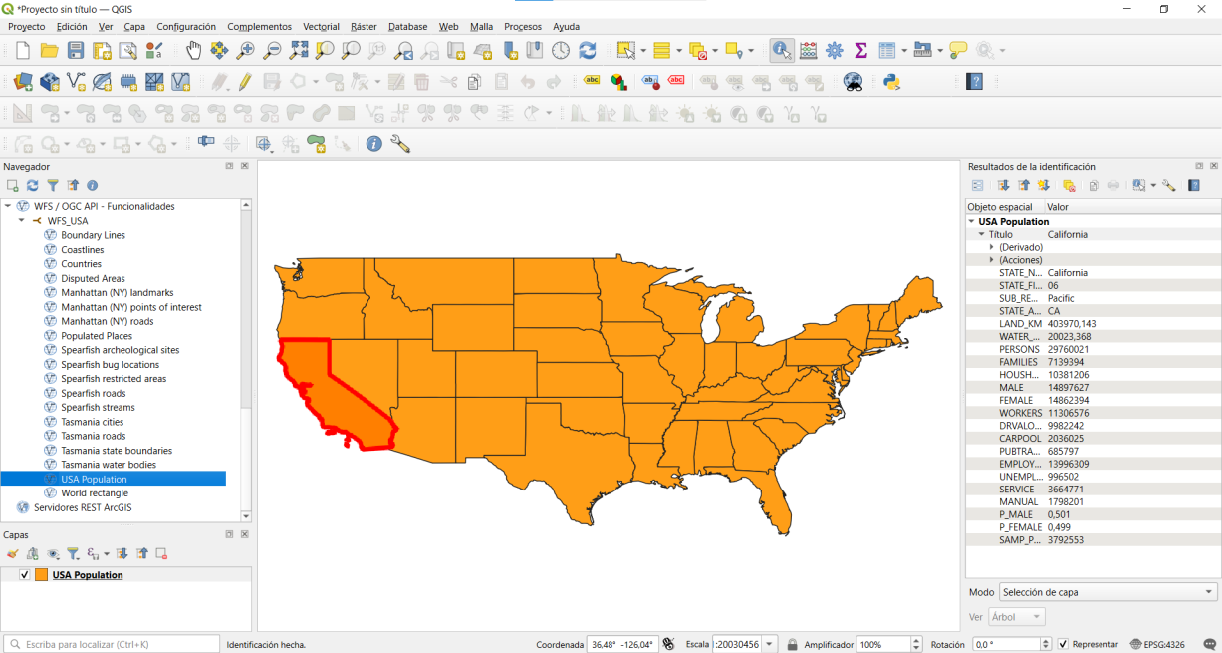 *Proyecto sin título — QGIS
Proyecto Edición Ver Capa Configuración Complementos Vectorial Ráster Database Web Malla Procesos Ayuda
Navegador
WFS / OGC API - Funcionalidades
WFS_USA
Boundary Lines
Coastlines
Countries
Disputed Areas
Manhattan (NY) landmarks
Manhattan (NY) points of interest
Manhattan (NY) roads
Populated Places
Spearfish archeological sites
Spearfish bug locations
Spearfish restricted areas
Spearfish roads
Spearfish streams
Tasmania cities
Tasmania roads
Tasmania state boundaries
Tasmania water bodies
USA Population
World rectangle
Servidores REST ArcGIS
Capas
USA Population
Resultados de la identificación
Objeto espacial Valor
USA Population
Título California
(Derivado)
(Acciones)
STATE_N... California
STATE_FI... 06
SUB_RE... Pacific
STATE_A... CA
LAND_KM 403970,143
WATER_... 20023,368
PERSONS 29760021
FAMILIES 7139394
HOUSH... 10381206
MALE 14897627
FEMALE 14862394
WORKERS 11306576
DRVALO... 9982242
CARPOOL 2036025
PUBTRA... 685797
EMPLOY... 13996309
UNEMPL... 996502
SERVICE 3664771
MANUAL 1798201
P_MALE 0,501
P_FEMALE 0,499
SAMP_P... 3792553
Modo Selección de capa
Ver Árbol
Escriba para localizar (Ctrl+K) Identificación hecha. Coordenada 36,48° -126,04° Escala :20030456 Amplificador 100% Rotación 0,0 ° Representar EPSG:4326